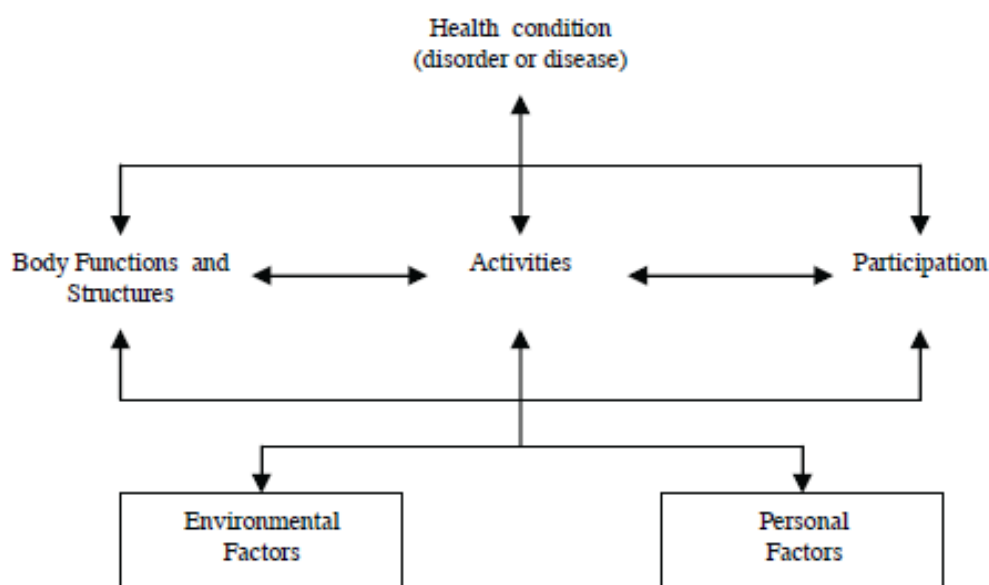 Health condition
(disorder or disease)
Body Functions and
Structures
Activities
Participation
Environmental
Factors
Personal
Factors